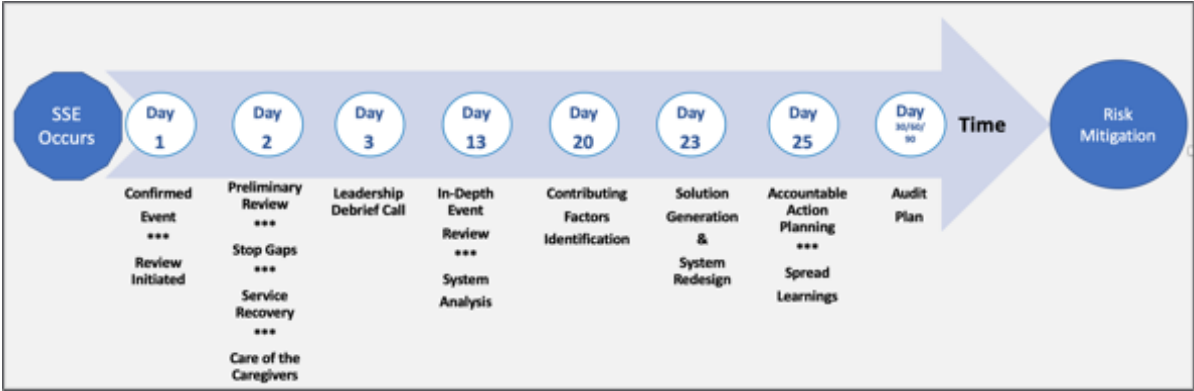 SSE
Occurs
Day
1
Confirmed
Event
***
Review
Initiated
Day
2
Preliminary
Review
***
Stop Gaps
***
Service
Recovery
***
Care of the
Caregivers
Day
3
Leadership
Debrief Call
Day
13
In-Depth
Event
Review
***
System
Analysis
Day
20
Contributing
Factors
Identification
Day
23
Solution
Generation
&
System
Redesign
Day
25
Accountable
Action
Planning
***
Spread
Learnings
Day
30/60/
90
Audit
Plan
Time
Risk
Mitigation